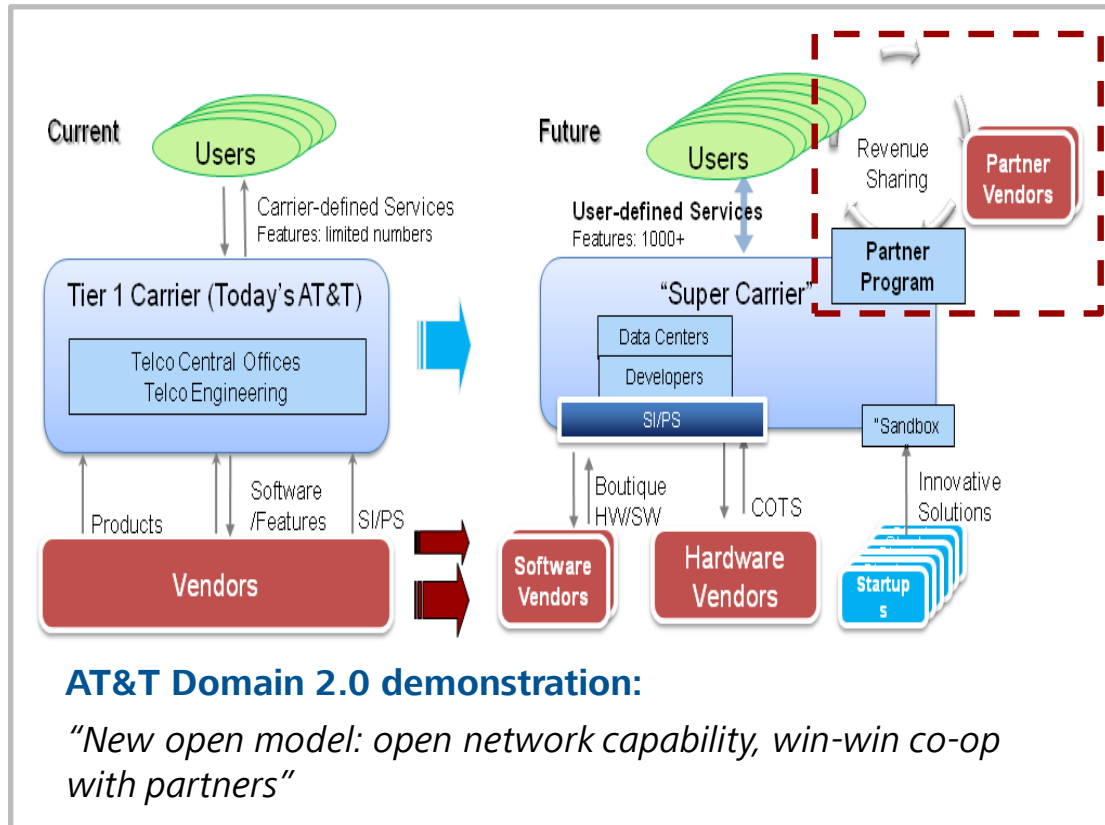 Current
Users
Carrier-defined Services
Features: limited numbers
Tier 1 Carrier (Today's AT&T)
Telco Central Offices
Telco Engineering
Products
Software
/Features
SI/PS
Vendors
Future
Users
User-defined Services
Features: 1000+
Revenue
Sharing
Partner
Vendors
Partner
Program
"Super Carrier"
Data Centers
Developers
SI/PS
"Sandbox
Boutique
HW/SW
COTS
Innovative
Solutions
Software
Vendors
Hardware
Vendors
Startup
s
AT&T Domain 2.0 demonstration:
“New open model: open network capability, win-win co-op
with partners”